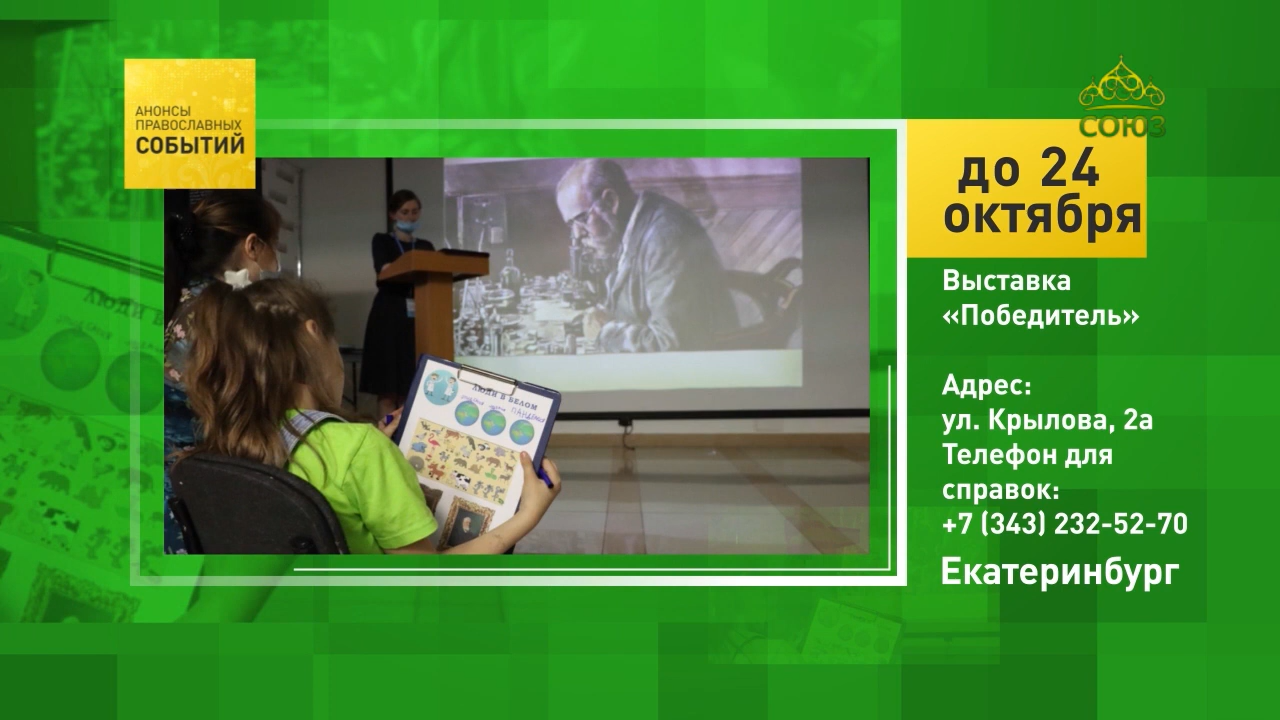 АНОНСЫ
ПРАВОСЛАВНЫХ
СОБЫТИЙ
СОЮЗ
до 24
октября
Выставка
«Победитель»
Адрес:
ул. Крылова, 2а
Телефон для
справок:
+7 (343) 232-52-70
Екатеринбург
ЛЮДИ В БЕЛОМ